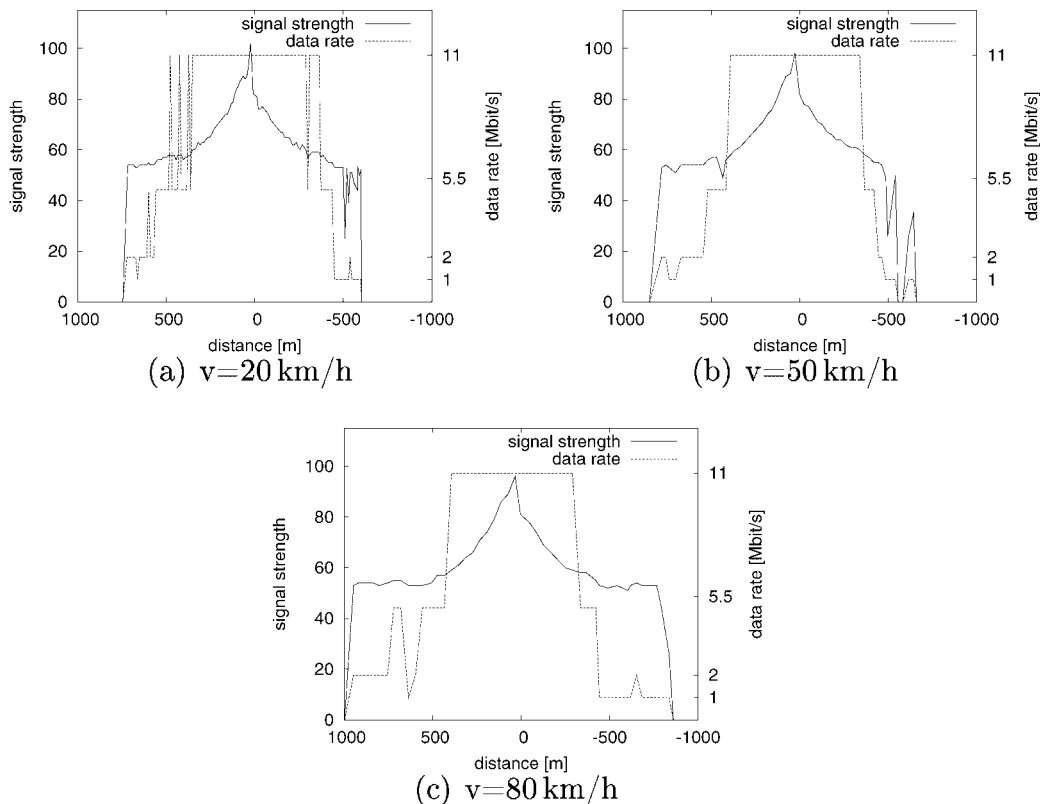 signal strength
data rate
100
80
60
40
20
0
11
5.5
2
1
signal strength
data rate [Mbit/s]
1000 500 0 -500 -1000
distance [m]
(a) v=20 km/h
signal strength
data rate
100
80
60
40
20
0
11
5.5
2
1
signal strength
data rate [Mbit/s]
1000 500 0 -500 -1000
distance [m]
(b) v=50 km/h
signal strength
data rate
100
80
60
40
20
0
11
5.5
2
1
signal strength
data rate [Mbit/s]
1000 500 0 -500 -1000
distance [m]
(c) v=80 km/h